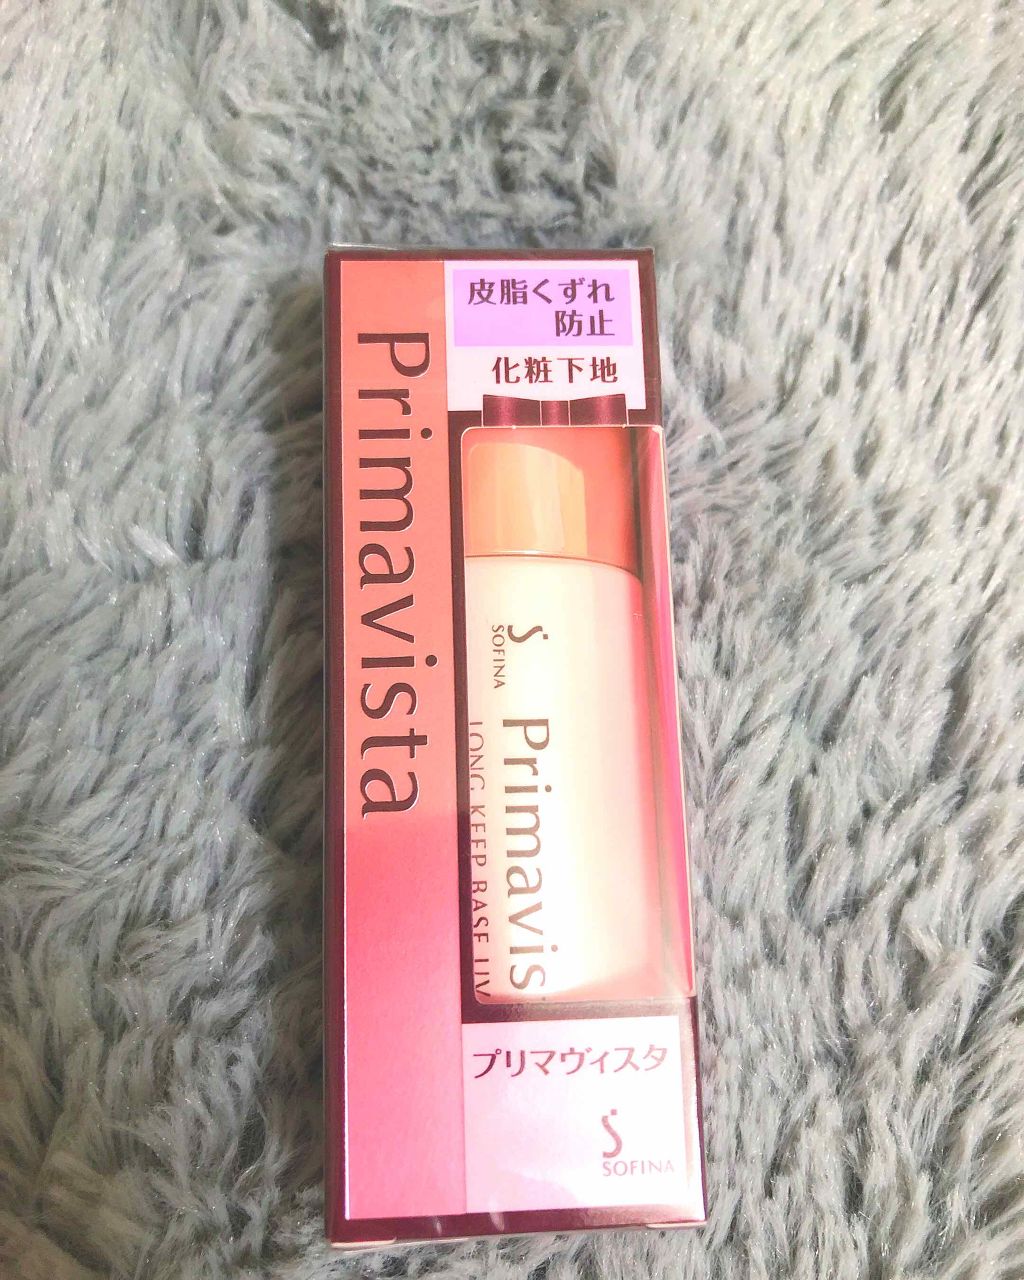 Primavista
皮脂くずれ
防止
化粧下地
S
SOFINA
Primavis
LONG KEEP BASE UV
プリマヴィスタ
S
SOFINA